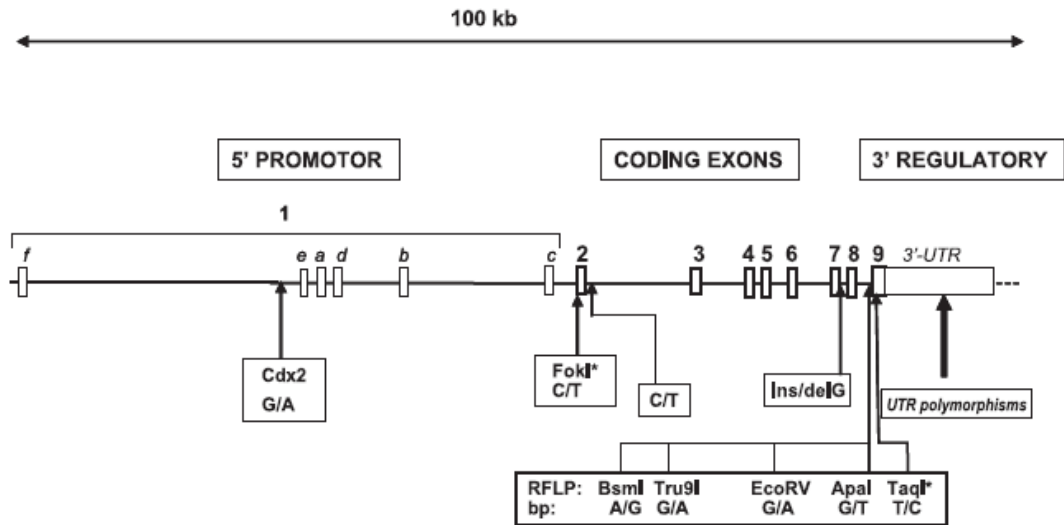 100 kb
5' PROMOTOR CODING EXONS 3' REGULATORY
1
f e a d b c 2 3 4 5 6 7 8 9 3'-UTR
Cdx2
G/A
FokI*
C/T
C/T
Ins/delG
UTR polymorphisms
RFLP: BsmI Tru9I EcoRV ApaI TaqI*
bp: A/G G/A G/A G/T T/C